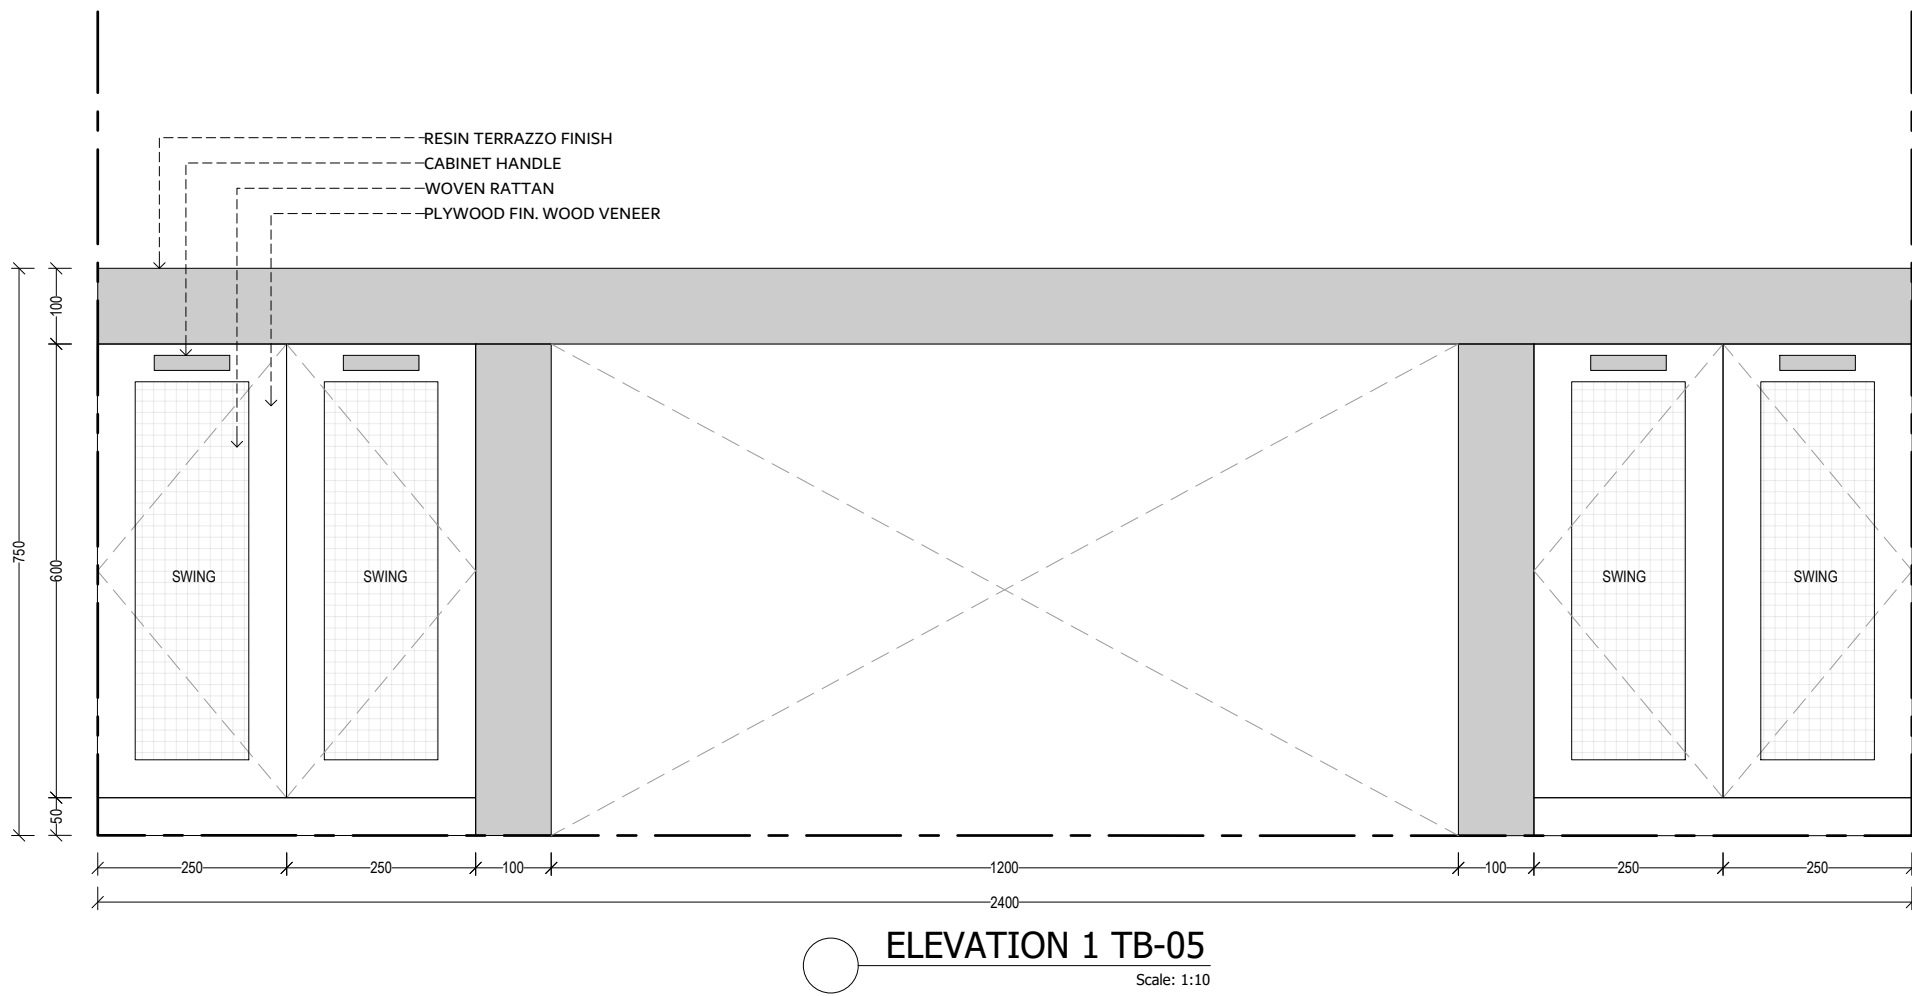 RESIN TERRAZZO FINISH
CABINET HANDLE
WOVEN RATTAN
PLYWOOD FIN. WOOD VENEER
100
750
600
50
SWING
SWING
SWING
SWING
250
250
100
1200
100
250
250
2400
ELEVATION 1 TB-05
Scale: 1:10